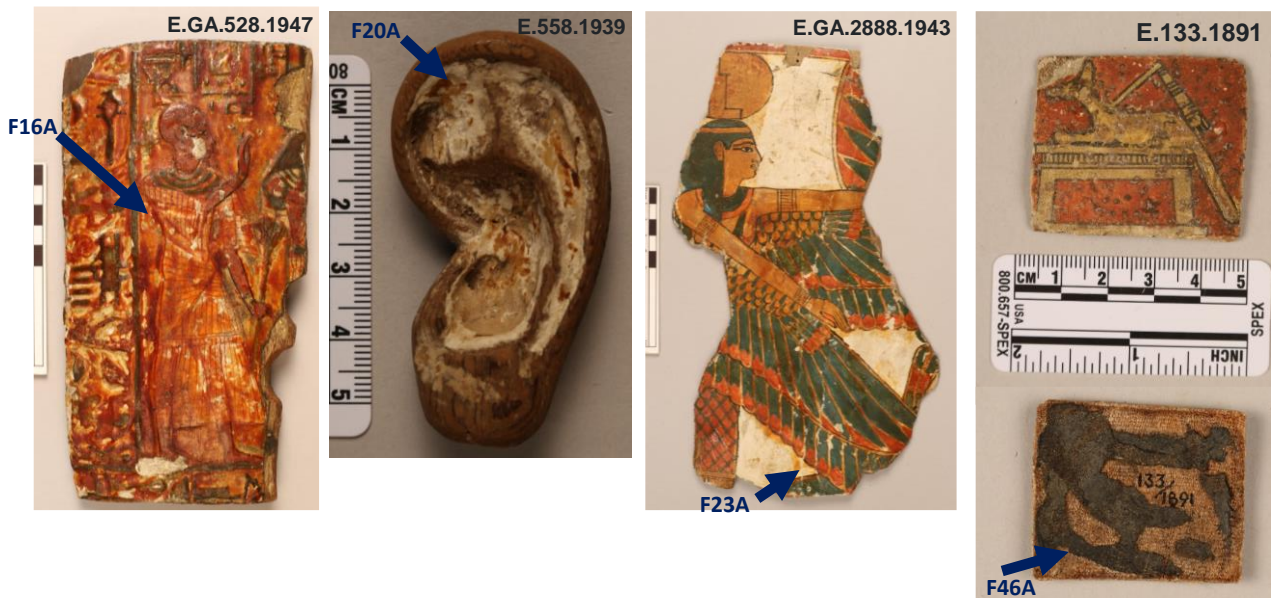 E.GA.528.1947
F16A
F20A
E.558.1939
80
CM
1
2
3
4
5
E.GA.2888.1943
F23A
E.133.1891
CM 1 2 3 4 5
800.657-SPEX
USA
SPEX
2 1 INCH
133.
1891
F46A